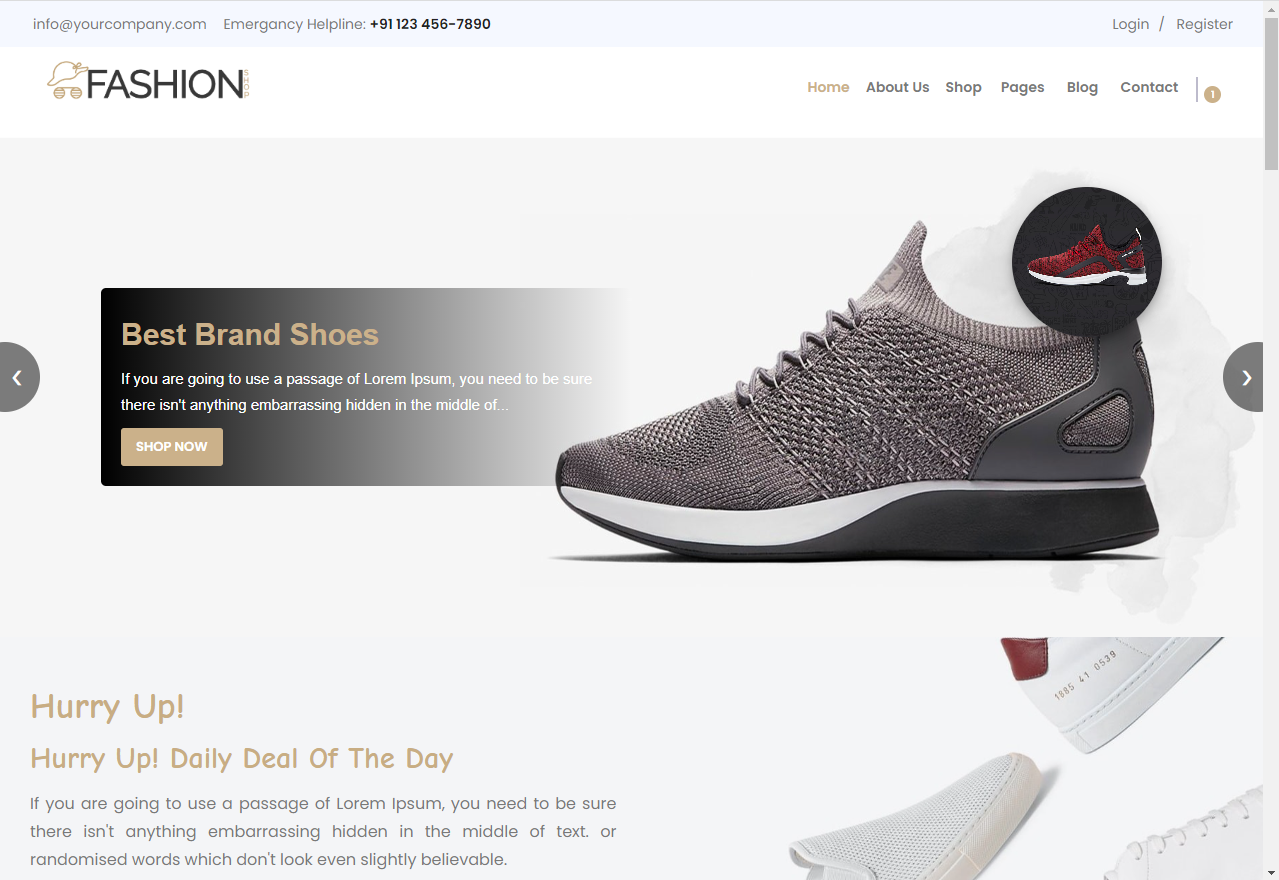 info@yourcompany.com Emergancy Helpline: +91 123 456-7890 Login / Register
FASHION SHOP
Home About Us Shop Pages Blog Contact 1
Best Brand Shoes
If you are going to use a passage of Lorem Ipsum, you need to be sure
there isn't anything embarrassing hidden in the middle of...
SHOP NOW
1885 41 0539
Hurry Up!
Hurry Up! Daily Deal Of The Day
If you are going to use a passage of Lorem Ipsum, you need to be sure
there isn't anything embarrassing hidden in the middle of text. or
randomised words which don't look even slightly believable.